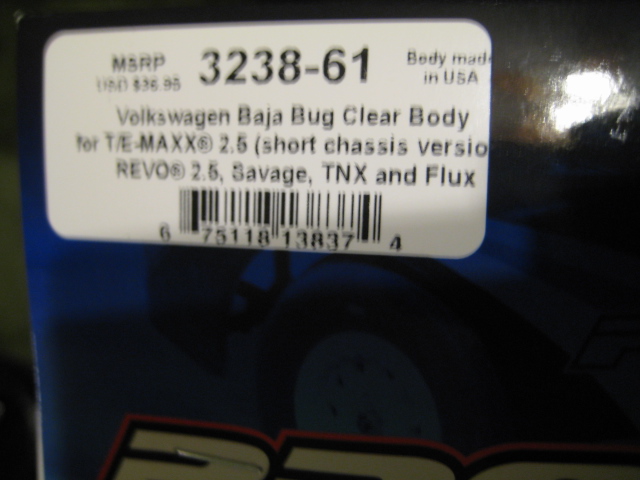 MSRP
USD $36.95
3238-61
Body made
in USA
Volkswagen Baja Bug Clear Body
for T/E-MAXX® 2.5 (short chassis versio
REVO® 2.5, Savage, TNX and Flux
6 75118 13837 4
PRO